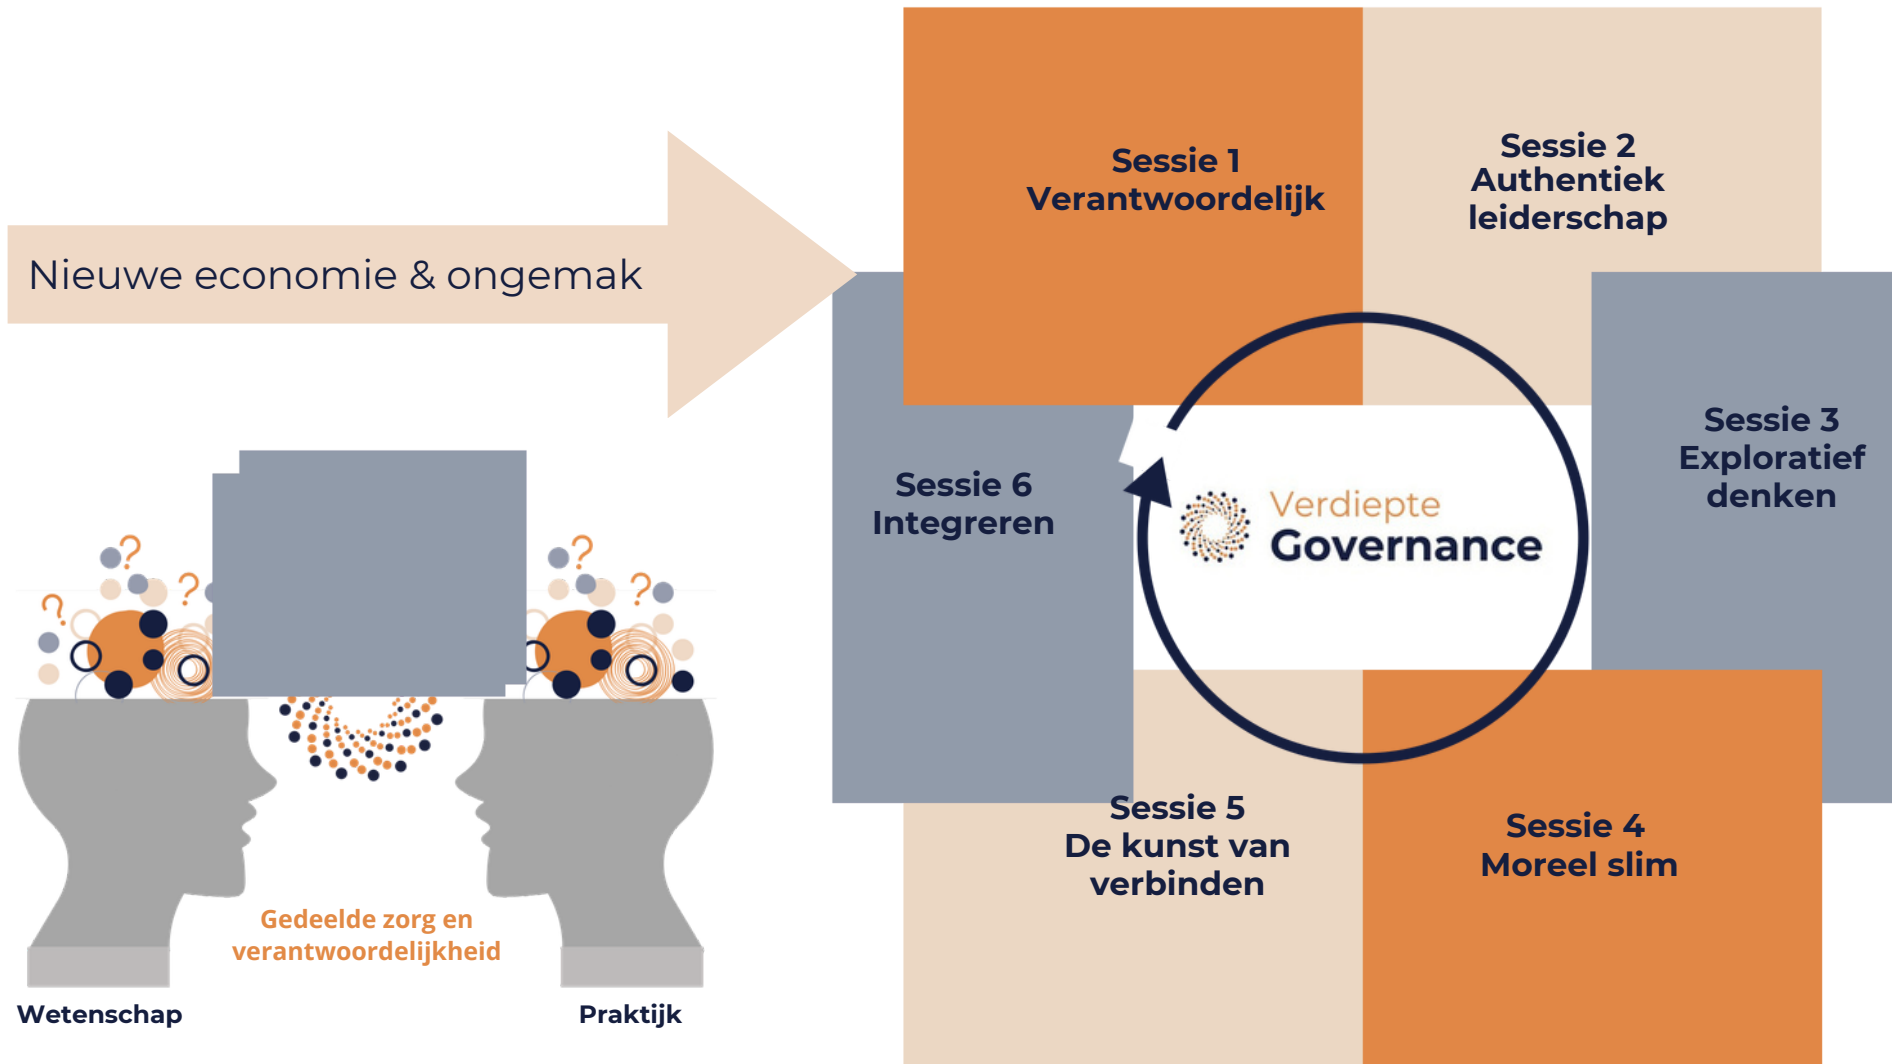 Nieuwe economie & ongemak
Sessie 1
Verantwoordelijk
Sessie 2
Authentiek
leiderschap
Sessie 3
Exploratief
denken
Sessie 4
Moreel slim
Sessie 5
De kunst van
verbinden
Sessie 6
Integreren
Verdiepte
Governance
? ? ?
? ?
Gedeelde zorg en
verantwoordelijkheid
Wetenschap
Praktijk